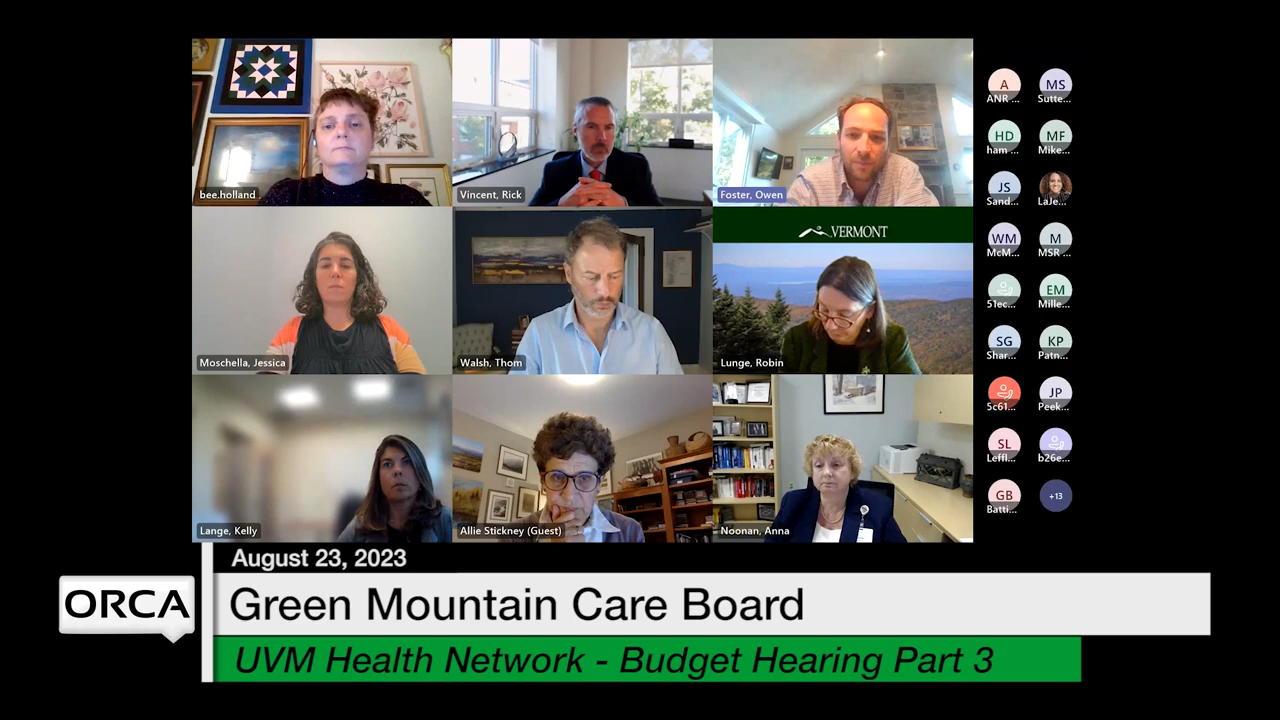 bee.holland
Vincent, Rick
Foster, Owen
VERMONT
Moschella, Jessica
Walsh, Thom
Lunge, Robin
Lange, Kelly
Allie Stickney (Guest)
Noonan, Anna
A MS
ANR ... Sutte...
HD MF
ham ... Mike...
JS
Sand... LaJe...
WM M
McM... MSR ...
EM
51ec... Mille...
SG KP
Shar... Patn...
JP
5c61... Peek...
SL
Leffl... b26e...
GB +13
Batti...
August 23, 2023
ORCA
Green Mountain Care Board
UVM Health Network - Budget Hearing Part 3